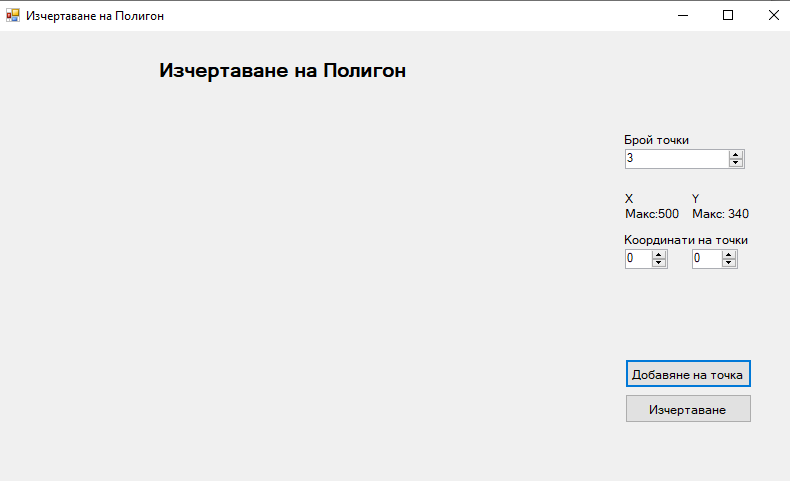 Изчертаване на Полигон
Изчертаване на Полигон
Брой точки
3
X Y
Макс:500 Макс: 340
Координати на точки
0 0
Добавяне на точка
Изчертаване